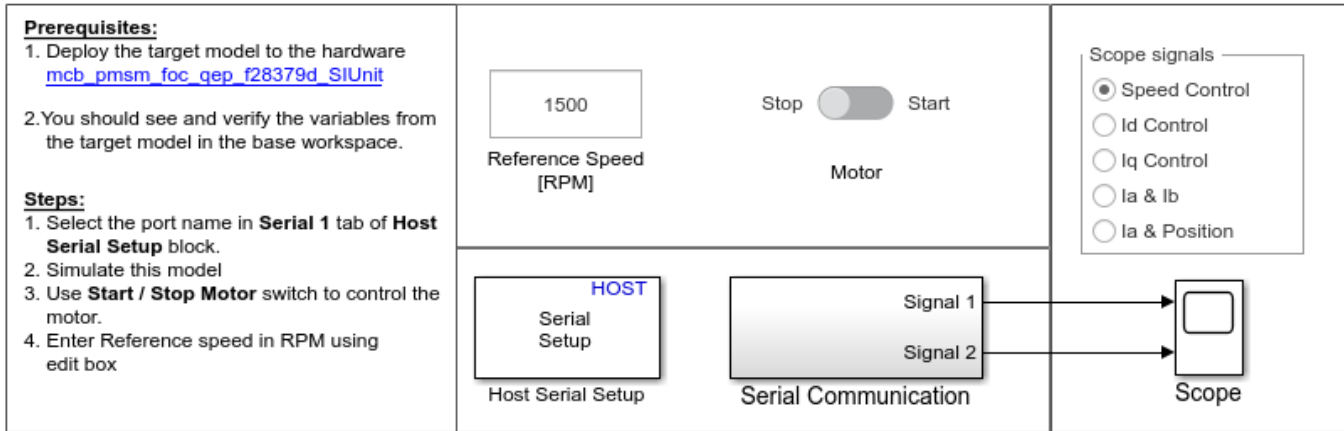 Prerequisites:
1. Deploy the target model to the hardware
mcb_pmsm_foc_qep_f28379d_SIUnit
2.You should see and verify the variables from
the target model in the base workspace.
Steps:
1. Select the port name in Serial 1 tab of Host
Serial Setup block.
2. Simulate this model
3. Use Start / Stop Motor switch to control the
motor.
4. Enter Reference speed in RPM using
edit box
1500
Reference Speed
[RPM]
Stop
Start
Motor
HOST
Serial
Setup
Host Serial Setup
Signal 1
Signal 2
Serial Communication
Scope signals
Speed Control
Id Control
Iq Control
Ia & Ib
Ia & Position
Scope